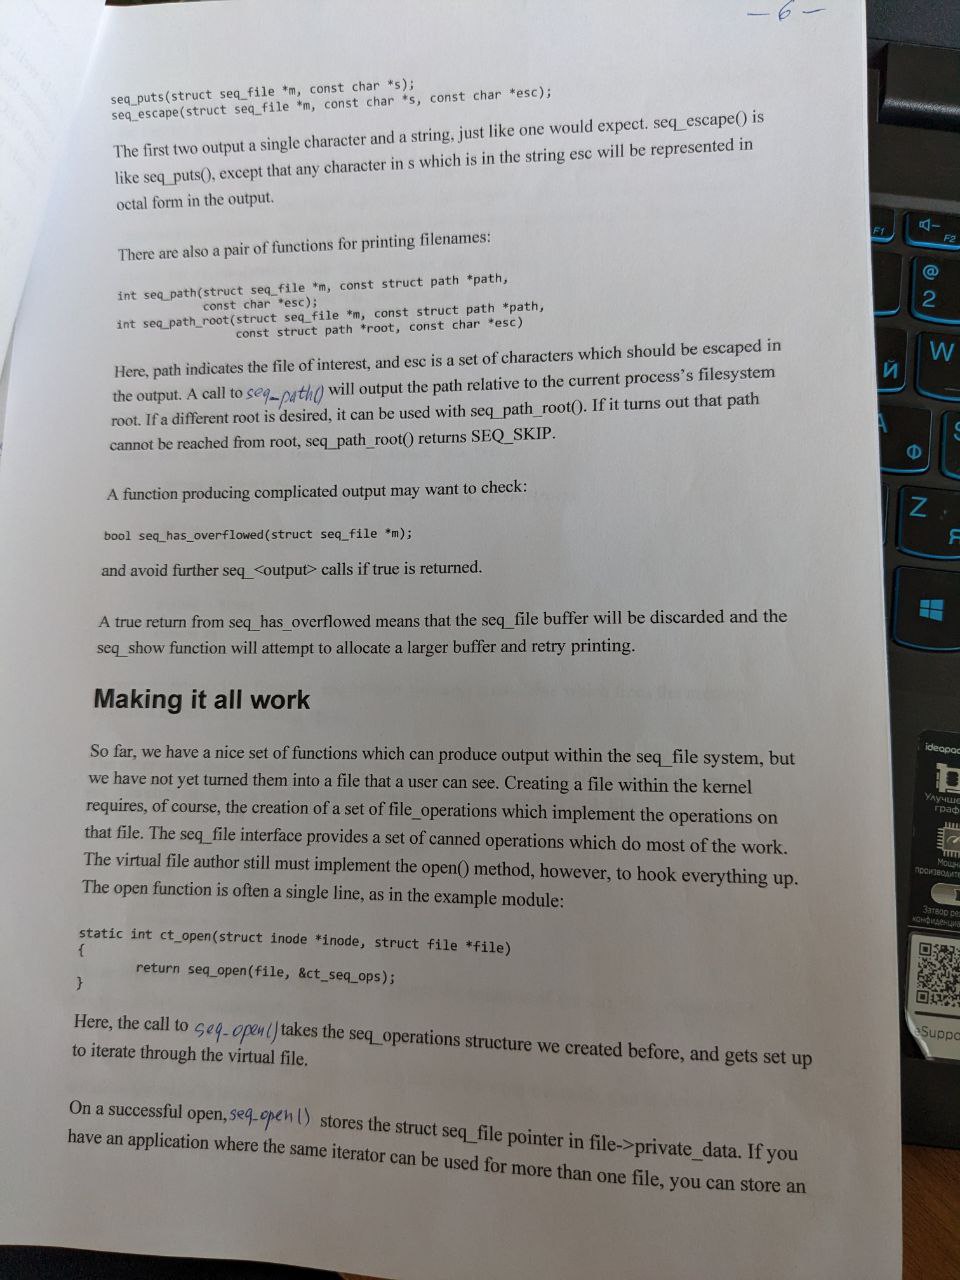 — 6 —
seq_puts(struct seq_file *m, const char *s);
seq_escape(struct seq_file *m, const char *s, const char *esc);
The first two output a single character and a string, just like one would expect. seq_escape() is
like seq_puts(), except that any character in s which is in the string esc will be represented in
octal form in the output.
There are also a pair of functions for printing filenames:
int seq_path(struct seq_file *m, const struct path *path,
const char *esc);
int seq_path_root(struct seq_file *m, const struct path *path,
const struct path *root, const char *esc)
Here, path indicates the file of interest, and esc is a set of characters which should be escaped in
the output. A call to seq_path() will output the path relative to the current process's filesystem
root. If a different root is desired, it can be used with seq_path_root(). If it turns out that path
cannot be reached from root, seq_path_root() returns SEQ_SKIP.
A function producing complicated output may want to check:
bool seq_has_overflowed(struct seq_file *m);
and avoid further seq_<output> calls if true is returned.
A true return from seq_has_overflowed means that the seq_file buffer will be discarded and the
seq_show function will attempt to allocate a larger buffer and retry printing.
Making it all work
So far, we have a nice set of functions which can produce output within the seq_file system, but
we have not yet turned them into a file that a user can see. Creating a file within the kernel
requires, of course, the creation of a set of file_operations which implement the operations on
that file. The seq_file interface provides a set of canned operations which do most of the work.
The virtual file author still must implement the open() method, however, to hook everything up.
The open function is often a single line, as in the example module:
static int ct_open(struct inode *inode, struct file *file)
{
return seq_open(file, &ct_seq_ops);
}
Here, the call to seq_open() takes the seq_operations structure we created before, and gets set up
to iterate through the virtual file.
On a successful open, seq_open() stores the struct seq_file pointer in file->private_data. If you
have an application where the same iterator can be used for more than one file, you can store an
F1
F2
@
2
W
Й
Ф
Z
Я